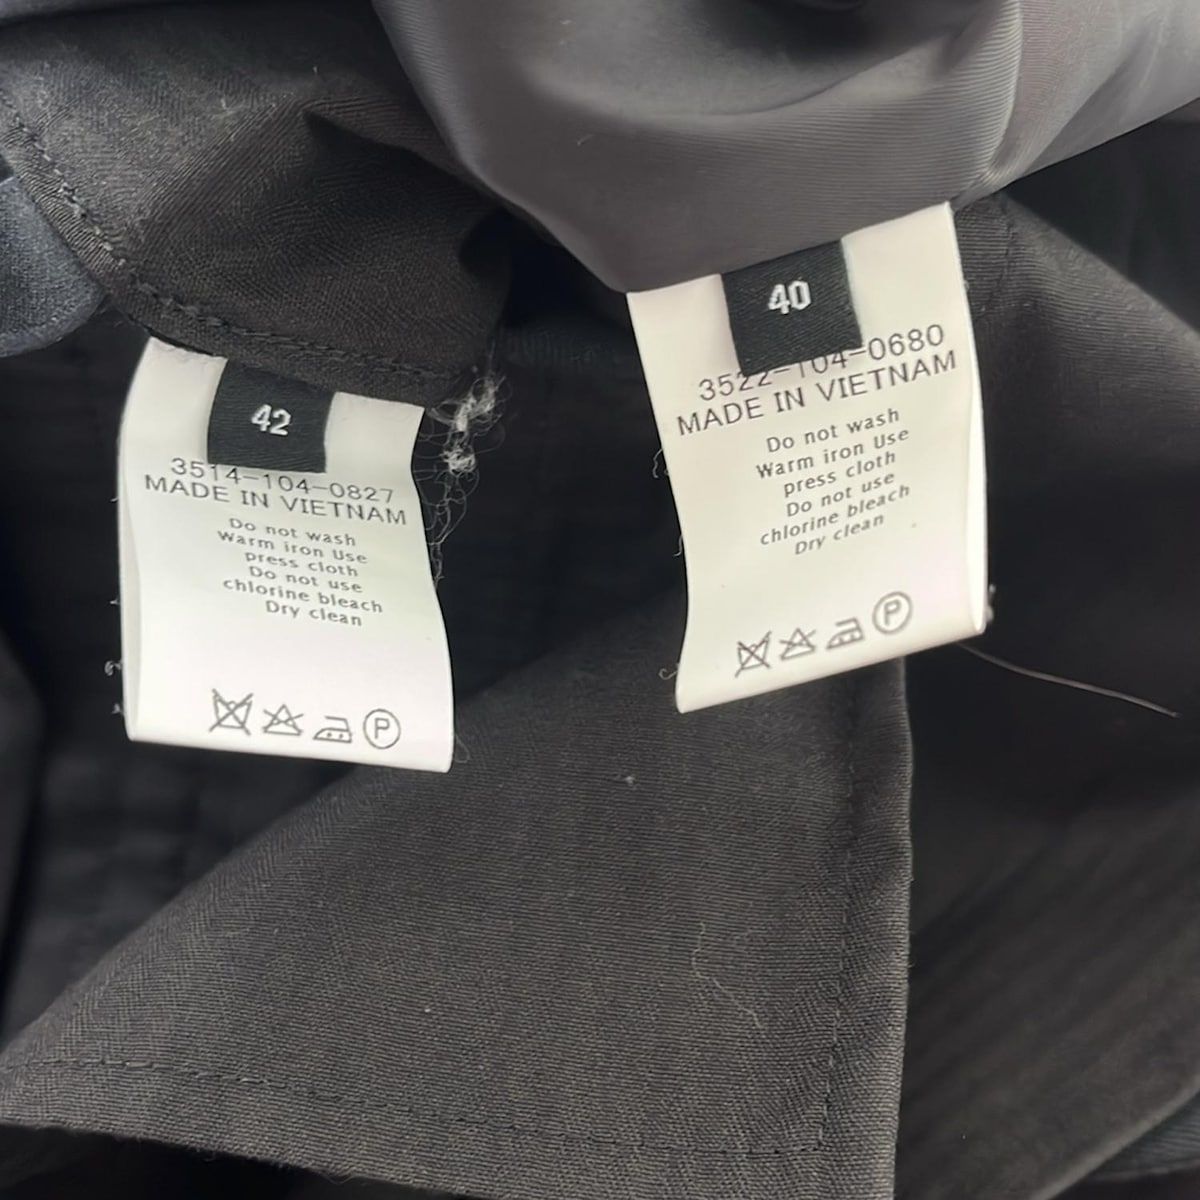 42
3514-104-0827
MADE IN VIETNAM
Do not wash
Warm iron Use
press cloth
Do not use
chlorine bleach
Dry clean
P
40
3522-104-0680
MADE IN VIETNAM
Do not wash
Warm iron Use
press cloth
Do not use
chlorine bleach
Dry clean
P